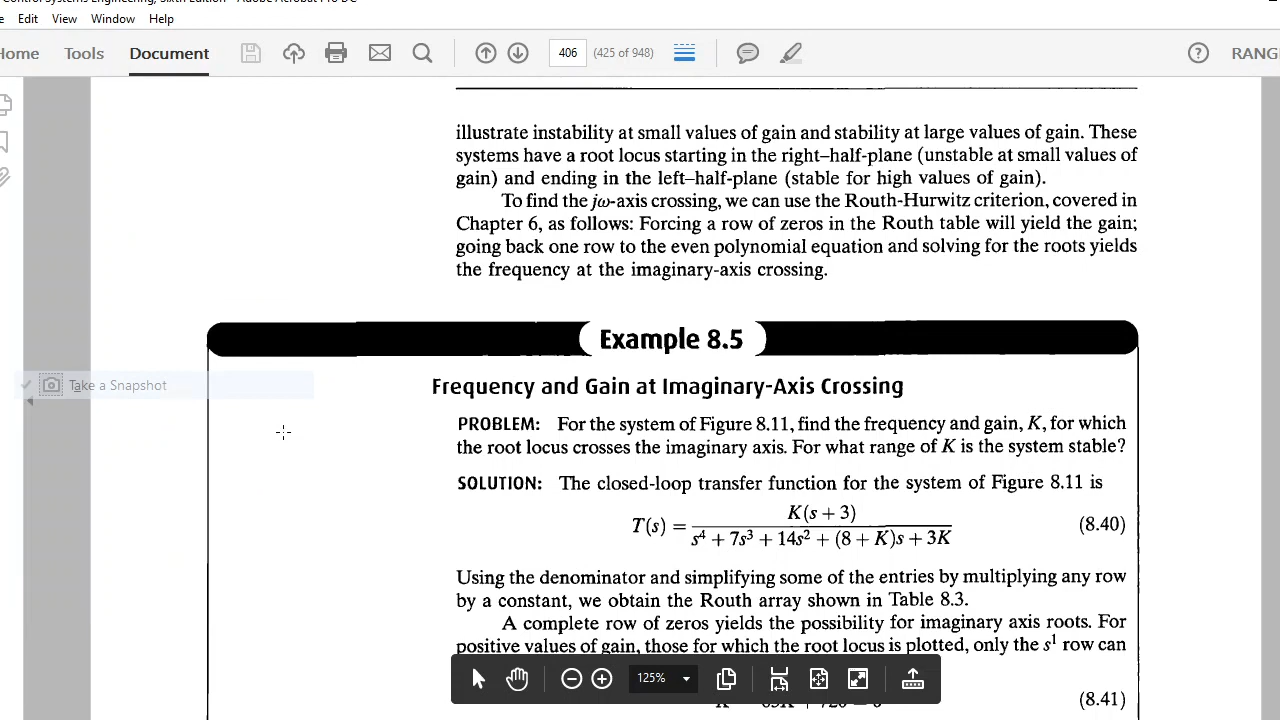 Control Systems Engineering, Sixth Edition - Adobe Acrobat Pro DC
Edit View Window Help
Home Tools Document 406 (425 of 948) RANG
illustrate instability at small values of gain and stability at large values of gain. These
systems have a root locus starting in the right–half-plane (unstable at small values of
gain) and ending in the left–half-plane (stable for high values of gain).
To find the jω-axis crossing, we can use the Routh-Hurwitz criterion, covered in
Chapter 6, as follows: Forcing a row of zeros in the Routh table will yield the gain;
going back one row to the even polynomial equation and solving for the roots yields
the frequency at the imaginary-axis crossing.
Example 8.5
Take a Snapshot
Frequency and Gain at Imaginary-Axis Crossing
PROBLEM: For the system of Figure 8.11, find the frequency and gain, K, for which
the root locus crosses the imaginary axis. For what range of K is the system stable?
SOLUTION: The closed-loop transfer function for the system of Figure 8.11 is
T(s) = K(s + 3) / s⁴ + 7s³ + 14s² + (8 + K)s + 3K (8.40)
Using the denominator and simplifying some of the entries by multiplying any row
by a constant, we obtain the Routh array shown in Table 8.3.
A complete row of zeros yields the possibility for imaginary axis roots. For
positive values of gain, those for which the root locus is plotted, only the s¹ row can
125%
(8.41)